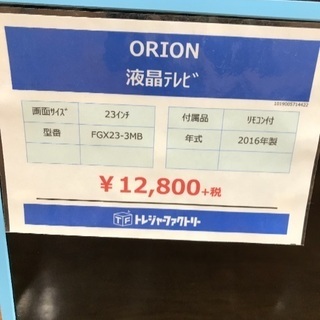 ORION
液晶テレビ
画面サイズ 23インチ
型番 FGX23-3MB
付属品 リモコン付
年式 2016年製
¥12,800+税
TF トレジャーファクトリー